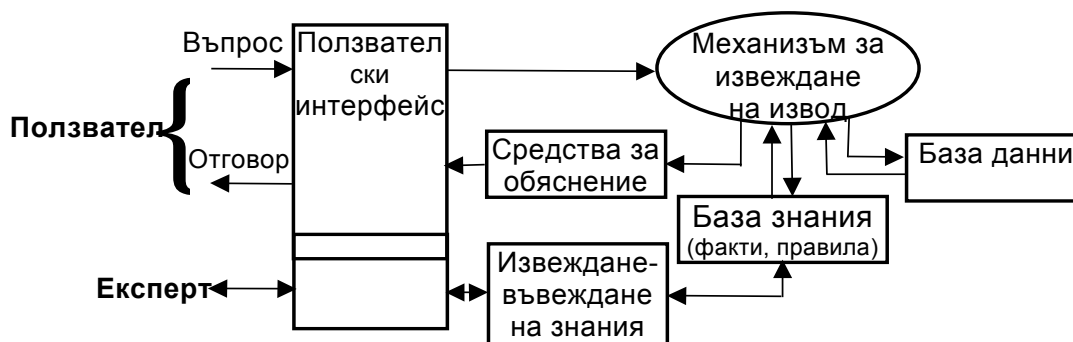 Въпрос
Ползвател
Отговор
Експерт
Ползвател
ски
интерфейс
Механизъм за
извеждане
на извод
Средства за
обяснение
База данни
База знания
(факти, правила)
Извеждане-
въвеждане
на знания